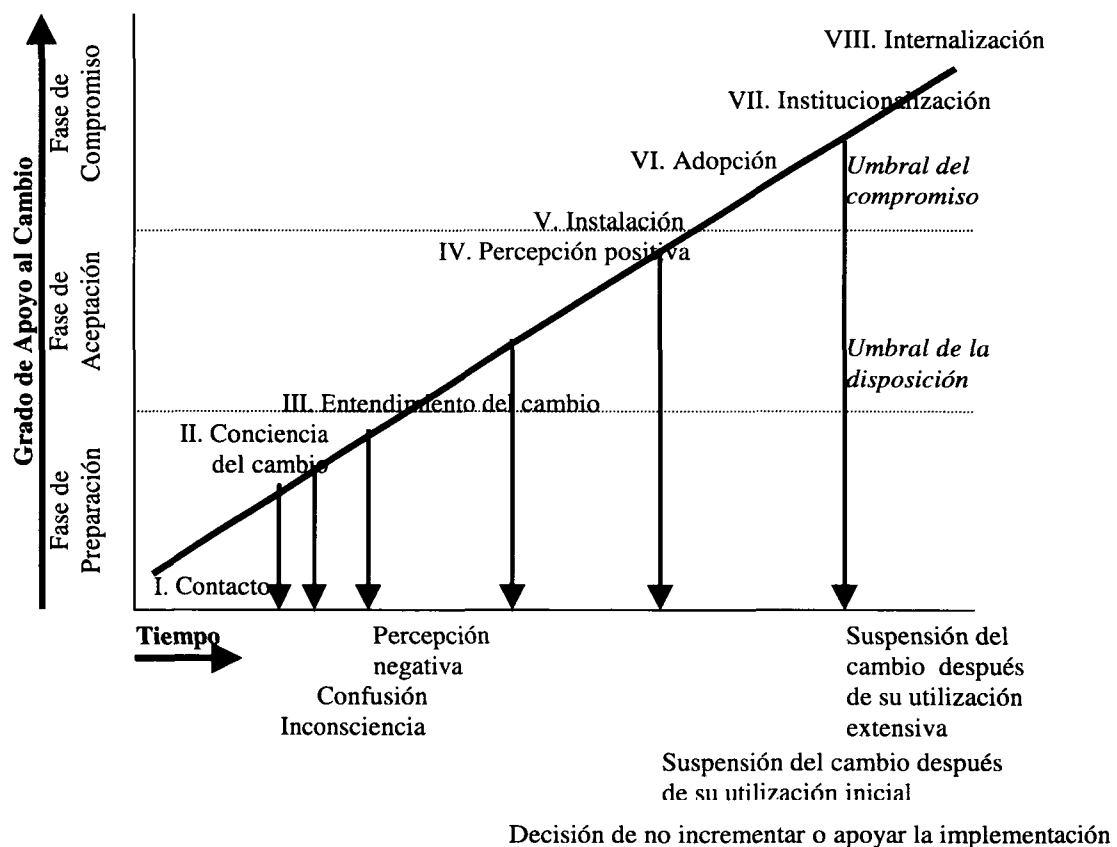 VIII. Internalización
VII. Institucionalización
VI. Adopción
Umbral del
compromiso
V. Instalación
IV. Percepción positiva
Umbral de la
disposición
III. Entendimiento del cambio
II. Conciencia
del cambio
I. Contacto
Grado de Apoyo al Cambio
Fase de
Compromiso
Fase de
Aceptación
Fase de
Preparación
Tiempo
Percepción
negativa
Confusión
Inconsciencia
Suspensión del
cambio después
de su utilización
extensiva
Suspensión del cambio después
de su utilización inicial
Decisión de no incrementar o apoyar la implementación